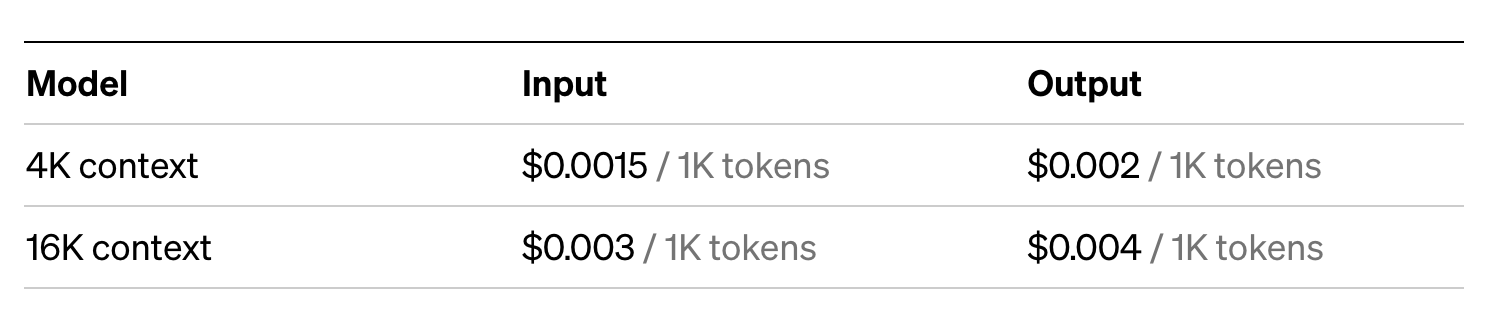 Model Input Output
4K context $0.0015 / 1K tokens $0.002 / 1K tokens
16K context $0.003 / 1K tokens $0.004 / 1K tokens